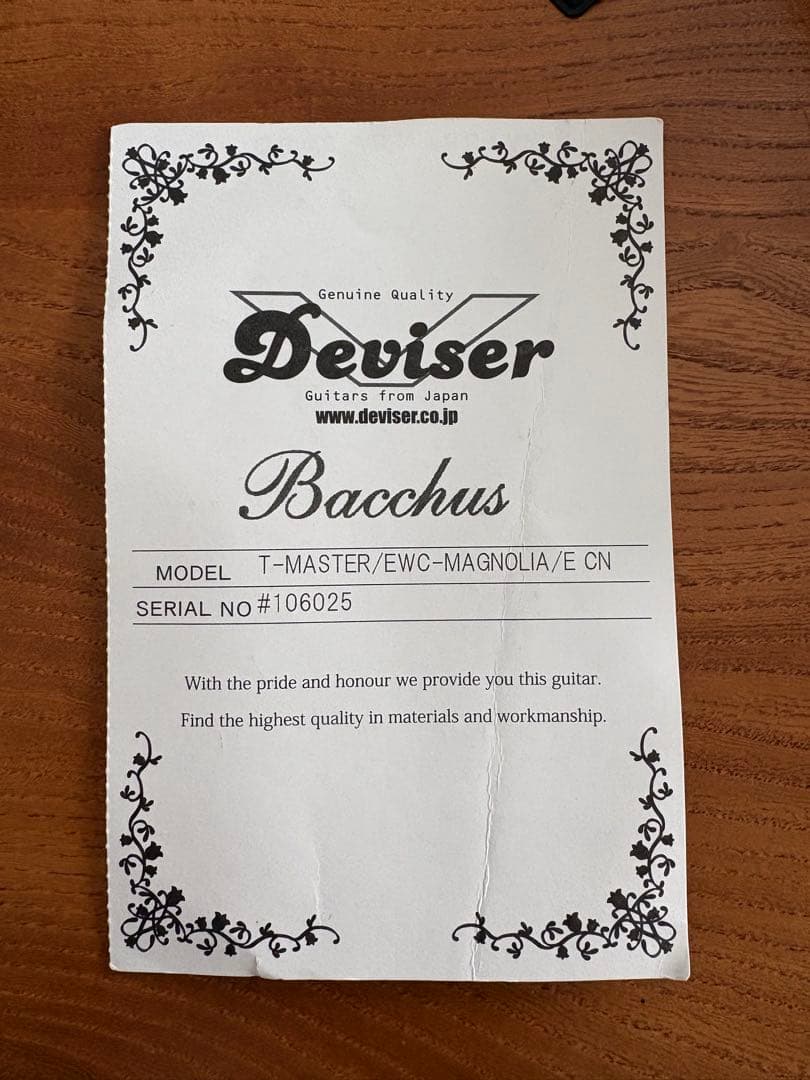 Genuine Quality
Deviser
Guitars from Japan
www.deviser.co.jp
Bacchus
MODEL T-MASTER/EWC-MAGNOLIA/E CN
SERIAL NO #106025
With the pride and honour we provide you this guitar.
Find the highest quality in materials and workmanship.